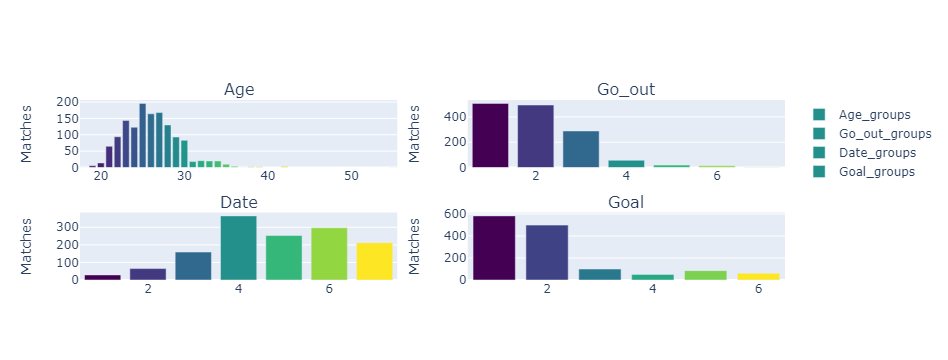 Age
Matches
200
150
100
50
0
20
30
40
50
Go_out
Matches
400
200
0
2
4
6
Date
Matches
300
200
100
0
2
4
6
Goal
Matches
600
400
200
0
2
4
6
Age_groups
Go_out_groups
Date_groups
Goal_groups